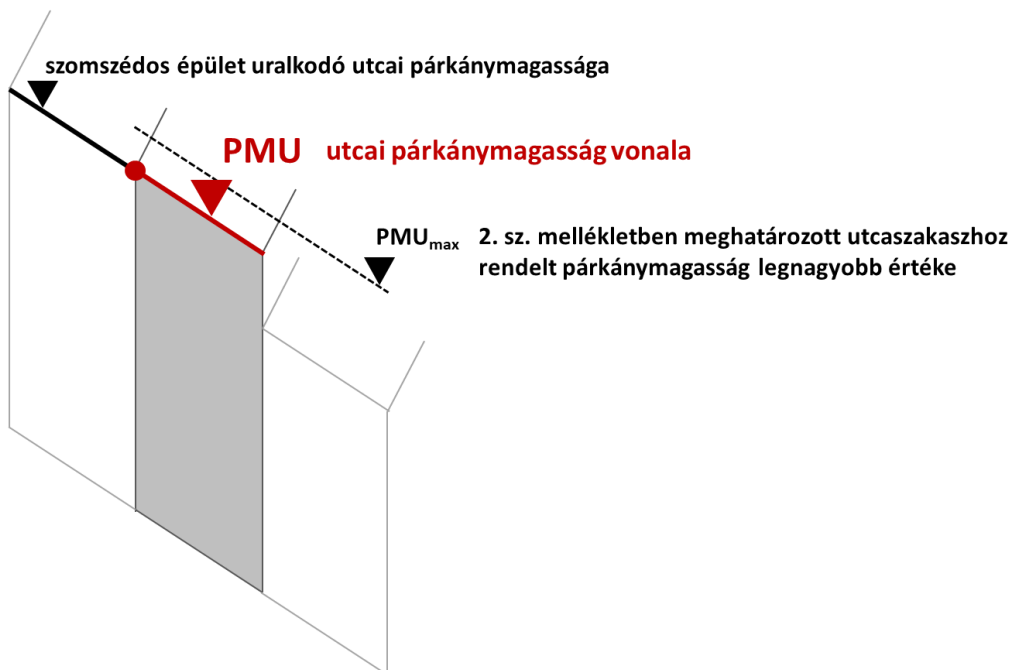 szomszédos épület uralkodó utcai párkánymagassága
PMU utcai párkánymagasság vonala
PMUmax 2. sz. mellékletben meghatározott utcaszakaszhoz
rendelt párkánymagasság legnagyobb értéke